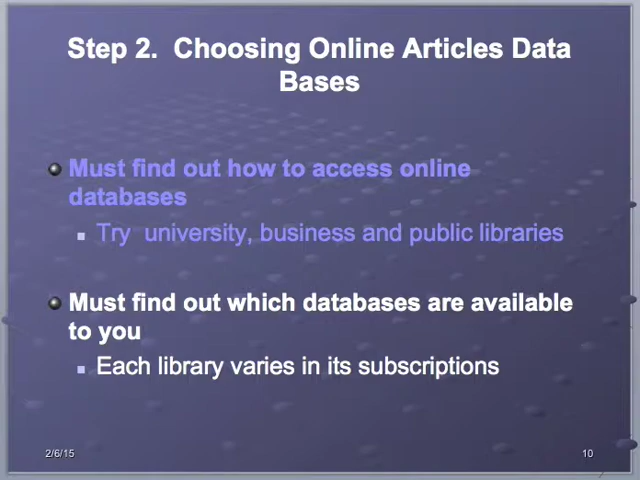 Step 2.  Choosing Online Articles Data
Bases
Must find out how to access online
databases
Try  university, business and public libraries
Must find out which databases are available
to you
Each library varies in its subscriptions
2/6/15
10